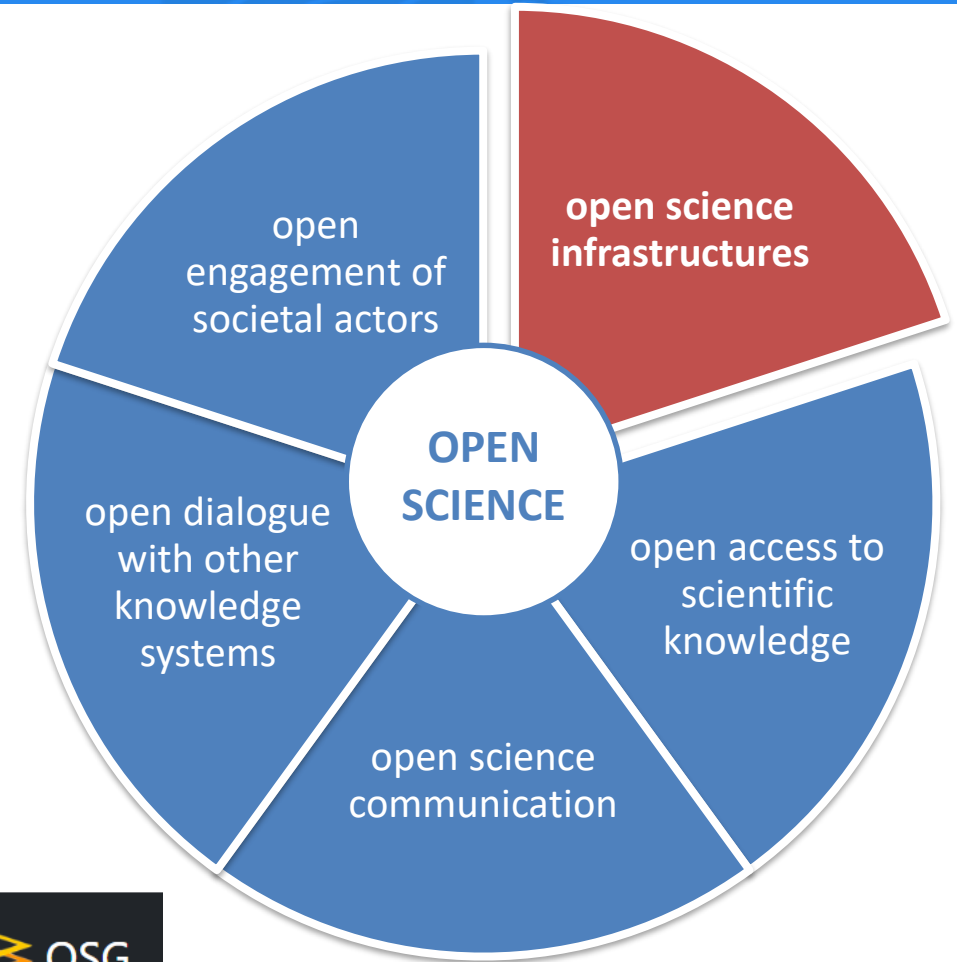 open science
infrastructures
open
engagement of
societal actors
OPEN
SCIENCE
open dialogue
with other
knowledge
systems
open access to
scientific
knowledge
open science
communication
OSG